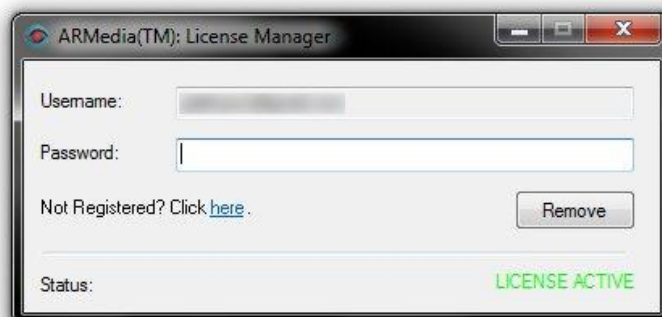 ARMedia(TM): License Manager
Username:
Password:
Not Registered? Click here .
Remove
Status:
LICENSE ACTIVE